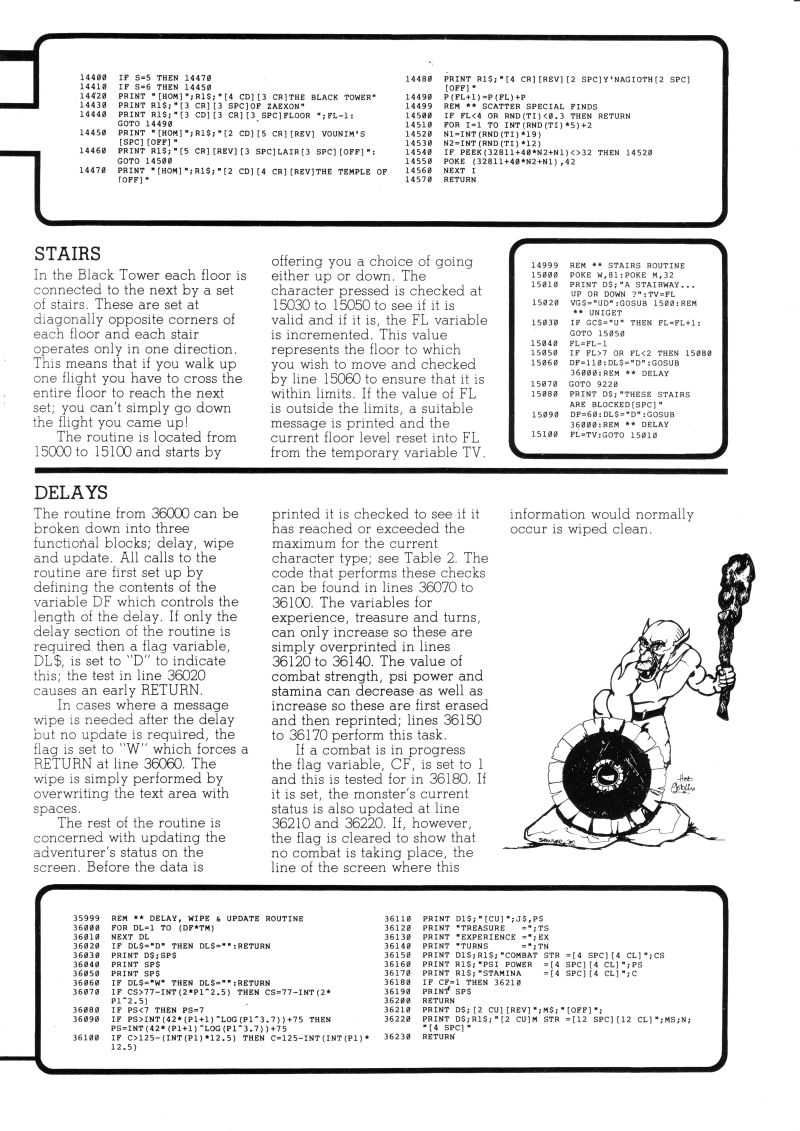 14400 IF S=5 THEN 14470
14410 IF S=6 THEN 14450
14420 PRINT "[HOM]";R1$;"[4 CD][3 CR]THE BLACK TOWER"
14430 PRINT R1$;"[3 CR][3 SPC]OF ZAEXON"
14440 PRINT R1$;"[3 CD][3 CR][3 SPC]FLOOR ";FL-1:
GOTO 14490
14450 PRINT "[HOM]";R1$;"[2 CD][5 CR][REV] VOUNIM'S
[SPC][OFF]"
14460 PRINT R1$;"[5 CR][REV][3 SPC]LAIR[3 SPC][OFF]":
GOTO 14500
14470 PRINT "[HOM]";R1$;"[2 CD][4 CR][REV]THE TEMPLE OF
[OFF]"
14480 PRINT R1$;"[4 CR][REV][2 SPC]Y'NAGIOTH[2 SPC]
[OFF]"
14490 P(FL+1)=P(FL)+P
14499 REM ** SCATTER SPECIAL FINDS
14500 IF FL<4 OR RND(TI)<0.3 THEN RETURN
14510 FOR I=1 TO INT(RND(TI)*5)+2
14520 N1=INT(RND(TI)*19)
14530 N2=INT(RND(TI)*12)
14540 IF PEEK(32811+40*N2+N1)<>32 THEN 14520
14550 POKE (32811+40*N2+N1),42
14560 NEXT I
14570 RETURN
STAIRS
In the Black Tower each floor is
connected to the next by a set
of stairs. These are set at
diagonally opposite corners of
each floor and each stair
operates only in one direction.
This means that if you walk up
one flight you have to cross the
entire floor to reach the next
set; you can't simply go down
the flight you came up!
The routine is located from
15000 to 15100 and starts by
offering you a choice of going
either up or down. The
character pressed is checked at
15030 to 15050 to see if it is
valid and if it is, the FL variable
is incremented. This value
represents the floor to which
you wish to move and checked
by line 15060 to ensure that it is
within limits. If the value of FL
is outside the limits, a suitable
message is printed and the
current floor level reset into FL
from the temporary variable TV.
14999 REM ** STAIRS ROUTINE
15000 POKE W,81:POKE M,32
15010 PRINT D$;"A STAIRWAY...
UP OR DOWN ?":TV=FL
15020 VG$="UD":GOSUB 1500:REM
** UNIGET
15030 IF GC$="U" THEN FL=FL+1:
GOTO 15050
15040 FL=FL-1
15050 IF FL>7 OR FL<2 THEN 15080
15060 DF=110:DL$="D":GOSUB
36000:REM ** DELAY
15070 GOTO 9220
15080 PRINT D$;"THESE STAIRS
ARE BLOCKED[SPC]"
15090 DF=60:DL$="D":GOSUB
36000:REM ** DELAY
15100 FL=TV:GOTO 15010
DELAYS
The routine from 36000 can be
broken down into three
functional blocks; delay, wipe
and update. All calls to the
routine are first set up by
defining the contents of the
variable DF which controls the
length of the delay. If only the
delay section of the routine is
required then a flag variable,
DL$, is set to "D" to indicate
this; the test in line 36020
causes an early RETURN.
In cases where a message
wipe is needed after the delay
but no update is required, the
flag is set to "W" which forces a
RETURN at line 36060. The
wipe is simply performed by
overwriting the text area with
spaces.
The rest of the routine is
concerned with updating the
adventurer's status on the
screen. Before the data is
printed it is checked to see if it
has reached or exceeded the
maximum for the current
character type; see Table 2. The
code that performs these checks
can be found in lines 36070 to
36100. The variables for
experience, treasure and turns,
can only increase so these are
simply overprinted in lines
36120 to 36140. The value of
combat strength, psi power and
stamina can decrease as well as
increase so these are first erased
and then reprinted; lines 36150
to 36170 perform this task.
If a combat is in progress
the flag variable, CF, is set to 1
and this is tested for in 36180. If
it is set, the monster's current
status is also updated at line
36210 and 36220. If, however,
the flag is cleared to show that
no combat is taking place, the
line of the screen where this
information would normally
occur is wiped clean.
Hob
Goblin
35999 REM ** DELAY, WIPE & UPDATE ROUTINE
36000 FOR DL=1 TO (DF*TM)
36010 NEXT DL
36020 IF DL$="D" THEN DL$="":RETURN
36030 PRINT D$;SP$
36040 PRINT SP$
36050 PRINT SP$
36060 IF DL$="W" THEN DL$="":RETURN
36070 IF CS>77-INT(2*P1^2.5) THEN CS=77-INT(2*
P1^2.5)
36080 IF PS<7 THEN PS=7
36090 IF PS>INT(42*(P1+1)^LOG(P1^3.7))+75 THEN
PS=INT(42*(P1+1)^LOG(P1^3.7))+75
36100 IF C>125-(INT(P1)*12.5) THEN C=125-INT(INT(P1)*
12.5)
36110 PRINT D1$;"[CU]";J$,P$
36120 PRINT "TREASURE =";TS
36130 PRINT "EXPERIENCE =";EX
36140 PRINT "TURNS =";TN
36150 PRINT D1$;R1$;"COMBAT STR =[4 SPC][4 CL]";CS
36160 PRINT R1$;"PSI POWER =[4 SPC][4 CL]";PS
36170 PRINT R1$;"STAMINA =[4 SPC][4 CL]";C
36180 IF CF=1 THEN 36210
36190 PRINT SP$
36200 RETURN
36210 PRINT D$;[2 CU][REV]";M$;"[OFF]";
36220 PRINT D$;R1$;"[2 CU]M STR =[12 SPC][12 CL]";MS;N;
"[4 SPC]"
36230 RETURN